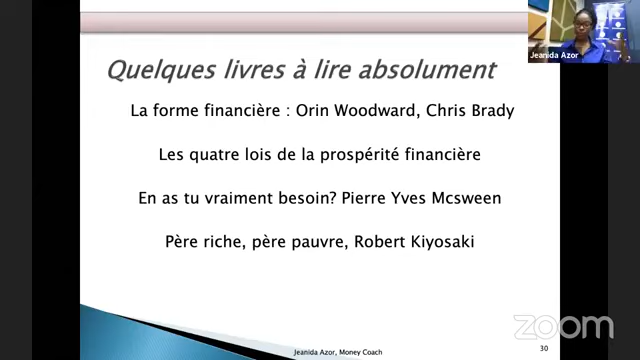 Jeanida Azor
Quelques livres à lire absolument
La forme financière : Orin Woodward, Chris Brady
Les quatre lois de la prospérité financière
En as tu vraiment besoin? Pierre Yves Mcsween
Père riche, père pauvre, Robert Kiyosaki
zoom
30
Jeanida Azor, Money Coach